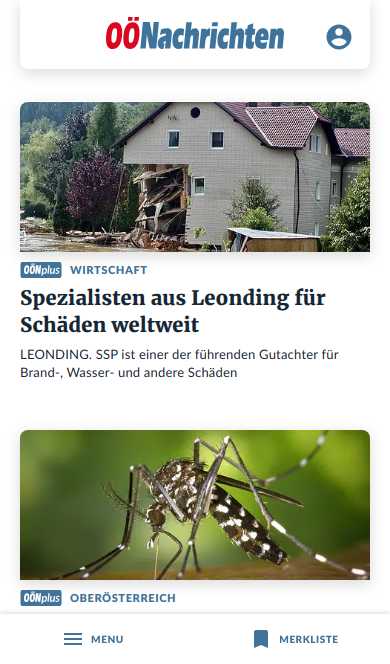 OÖNachrichten
OÖNplus WIRTSCHAFT
Spezialisten aus Leonding für
Schäden weltweit
LEONDING. SSP ist einer der führenden Gutachter für
Brand-, Wasser- und andere Schäden
OÖNplus OBERÖSTERREICH
MENU
MERKLISTE